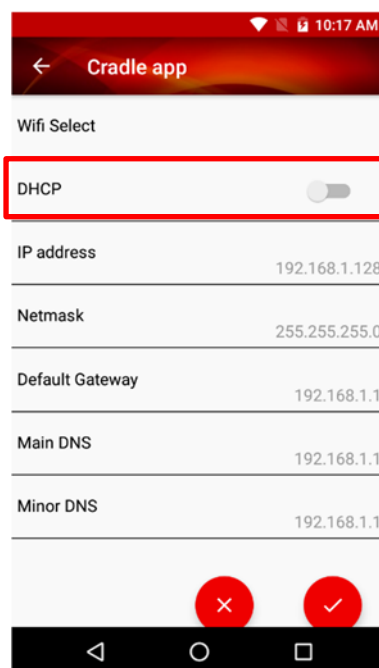 10:17 AM
Cradle app
Wifi Select
DHCP
IP address
192.168.1.128
Netmask
255.255.255.0
Default Gateway
192.168.1.1
Main DNS
192.168.1.1
Minor DNS
192.168.1.1